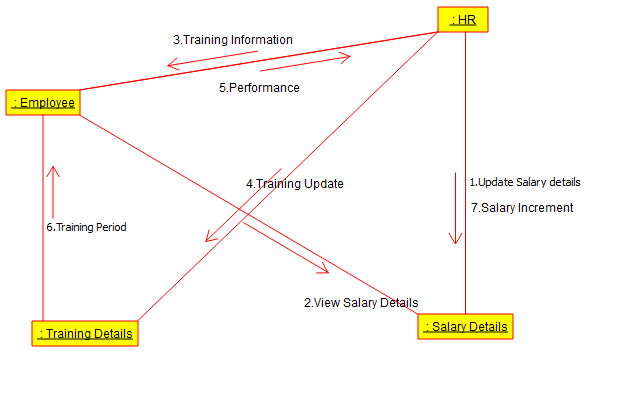 : HR
3.Training Information
5.Performance
: Employee
4.Training Update
1.Update Salary details
7.Salary Increment
6.Training Period
2.View Salary Details
: Training Details
: Salary Details